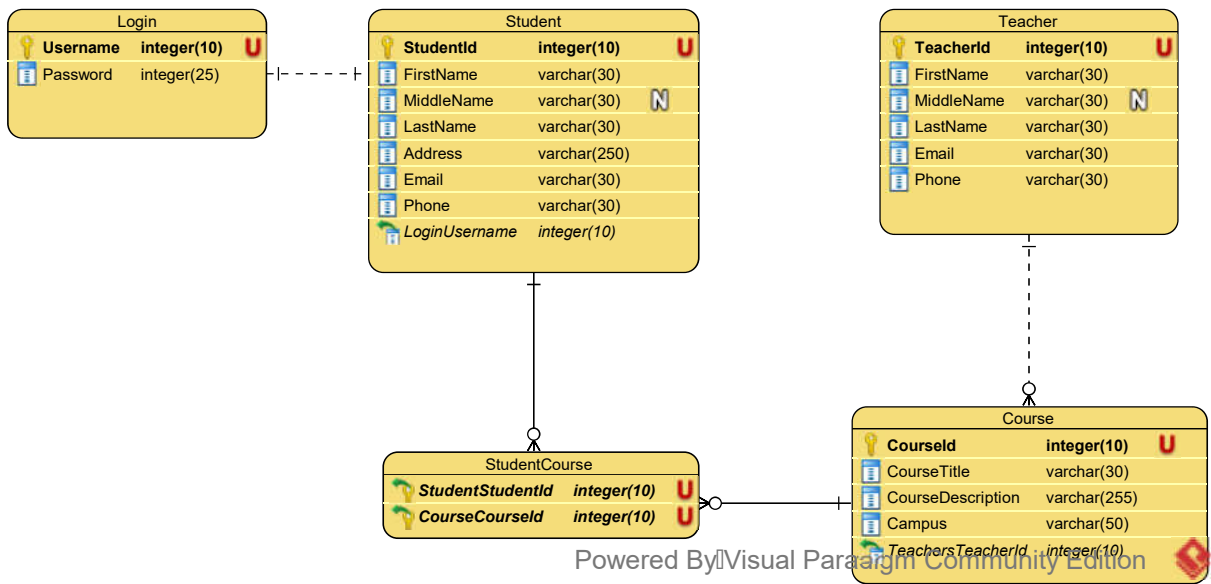 Login
Username integer(10) U
Password integer(25)
Student
StudentId integer(10) U
FirstName varchar(30)
MiddleName varchar(30) N
LastName varchar(30)
Address varchar(250)
Email varchar(30)
Phone varchar(30)
LoginUsername integer(10)
Teacher
TeacherId integer(10) U
FirstName varchar(30)
MiddleName varchar(30) N
LastName varchar(30)
Email varchar(30)
Phone varchar(30)
StudentCourse
StudentStudentId integer(10) U
CourseCourseId integer(10) U
Course
CourseId integer(10) U
CourseTitle varchar(30)
CourseDescription varchar(255)
Campus varchar(50)
TeachersTeacherId integer(10)
Powered By Visual Paradigm Community Edition